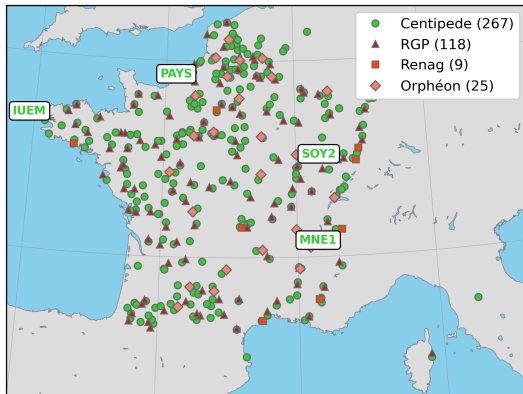 Centipede (267)
RGP (118)
Renag (9)
Orphéon (25)
PAYS
IUEM
SOY2
MNE1